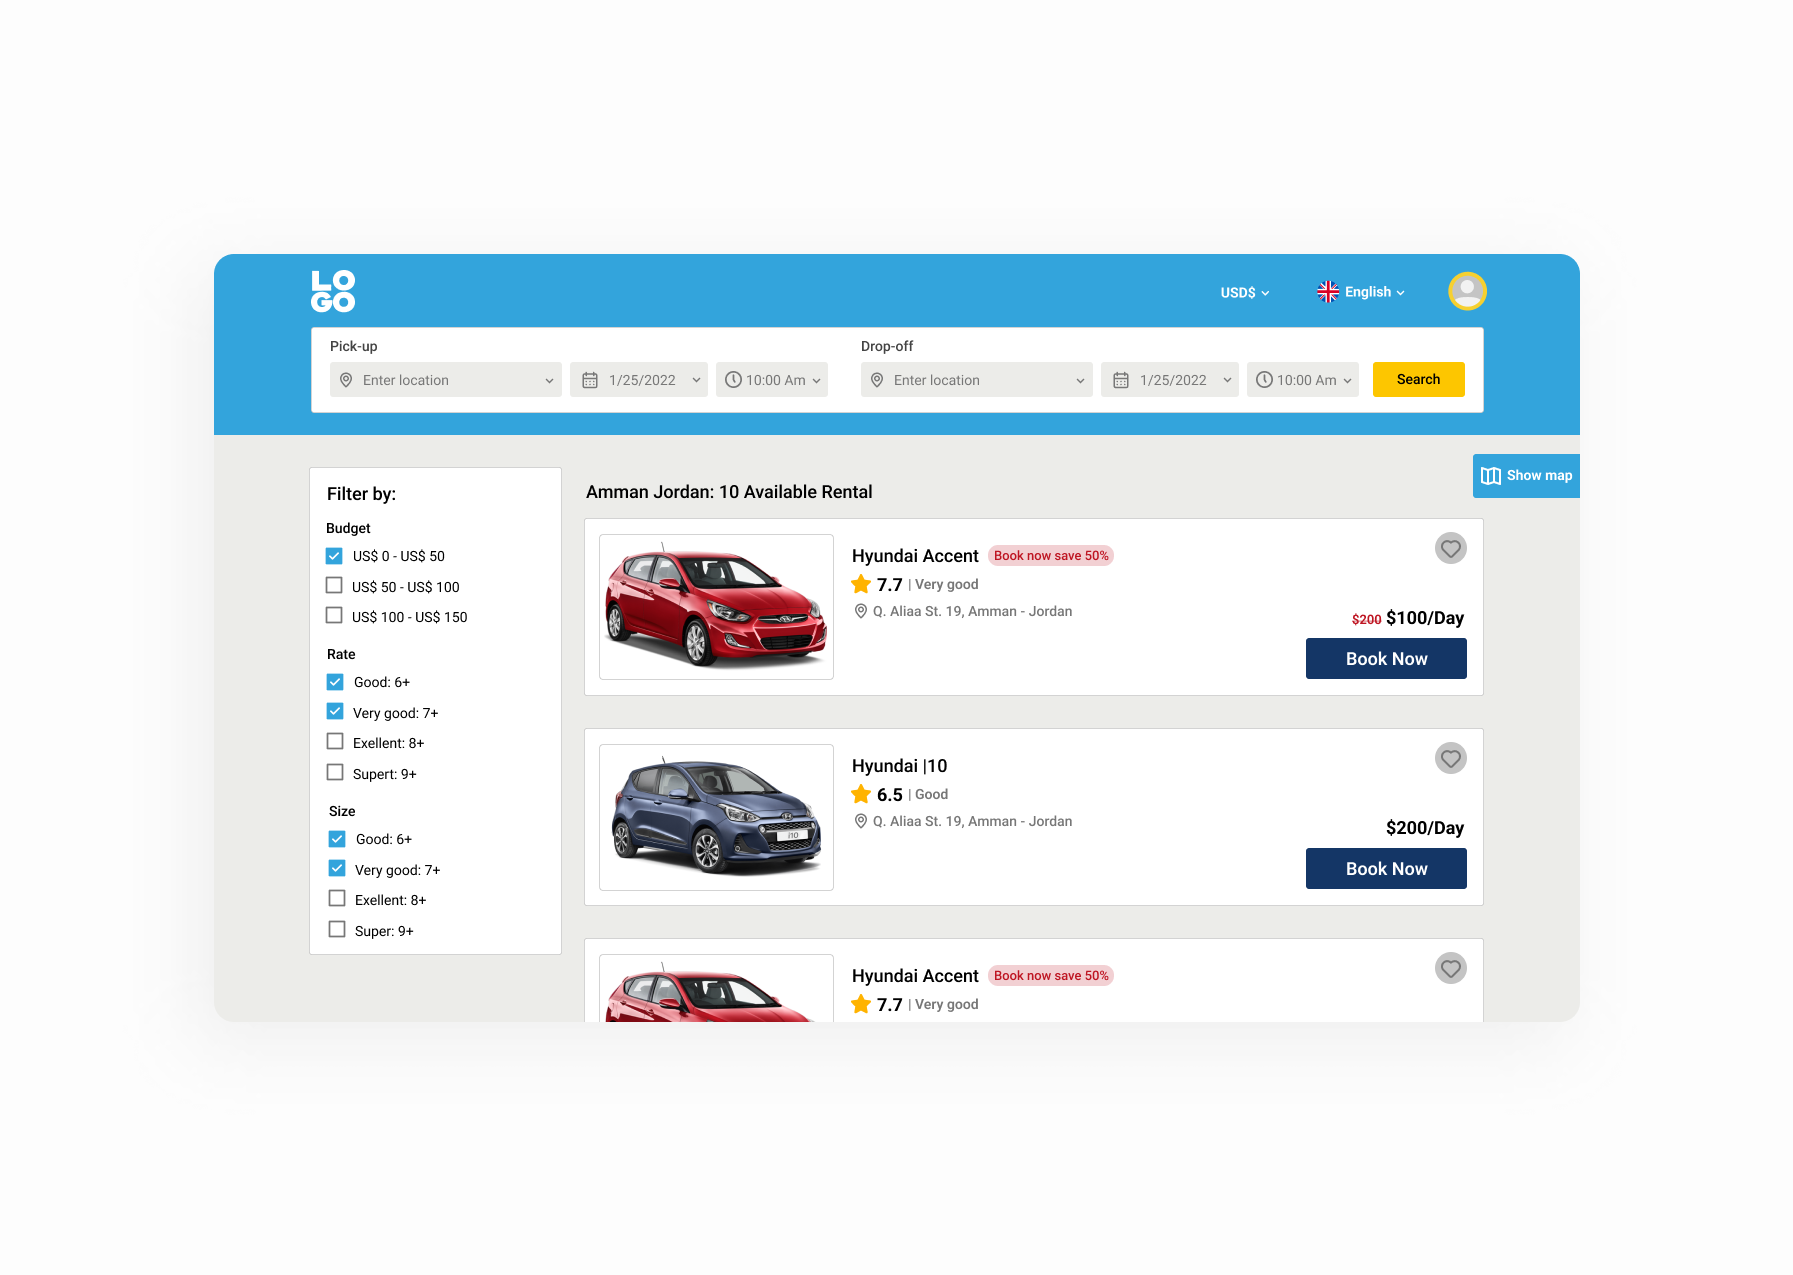 LO
GO
USD$
English
Pick-up
Drop-off
Enter location
1/25/2022
10:00 Am
Enter location
1/25/2022
10:00 Am
Search
Show map
Filter by:
Budget
US$ 0 - US$ 50
US$ 50 - US$ 100
US$ 100 - US$ 150
Rate
Good: 6+
Very good: 7+
Exellent: 8+
Supert: 9+
Size
Good: 6+
Very good: 7+
Exellent: 8+
Super: 9+
Amman Jordan: 10 Available Rental
Hyundai Accent
Book now save 50%
7.7 | Very good
Q. Aliaa St. 19, Amman - Jordan
$200 $100/Day
Book Now
i10
Hyundai |10
6.5 | Good
Q. Aliaa St. 19, Amman - Jordan
$200/Day
Book Now
Hyundai Accent
Book now save 50%
7.7 | Very good